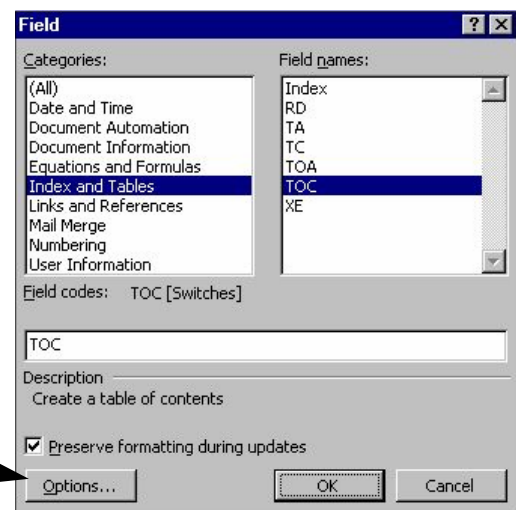 Field
Categories: Field names:
(All) Index
Date and Time RD
Document Automation TA
Document Information TC
Equations and Formulas TOA
Index and Tables TOC
Links and References XE
Mail Merge
Numbering
User Information
Field codes: TOC [Switches]
TOC
Description
Create a table of contents
Preserve formatting during updates
Options... OK Cancel